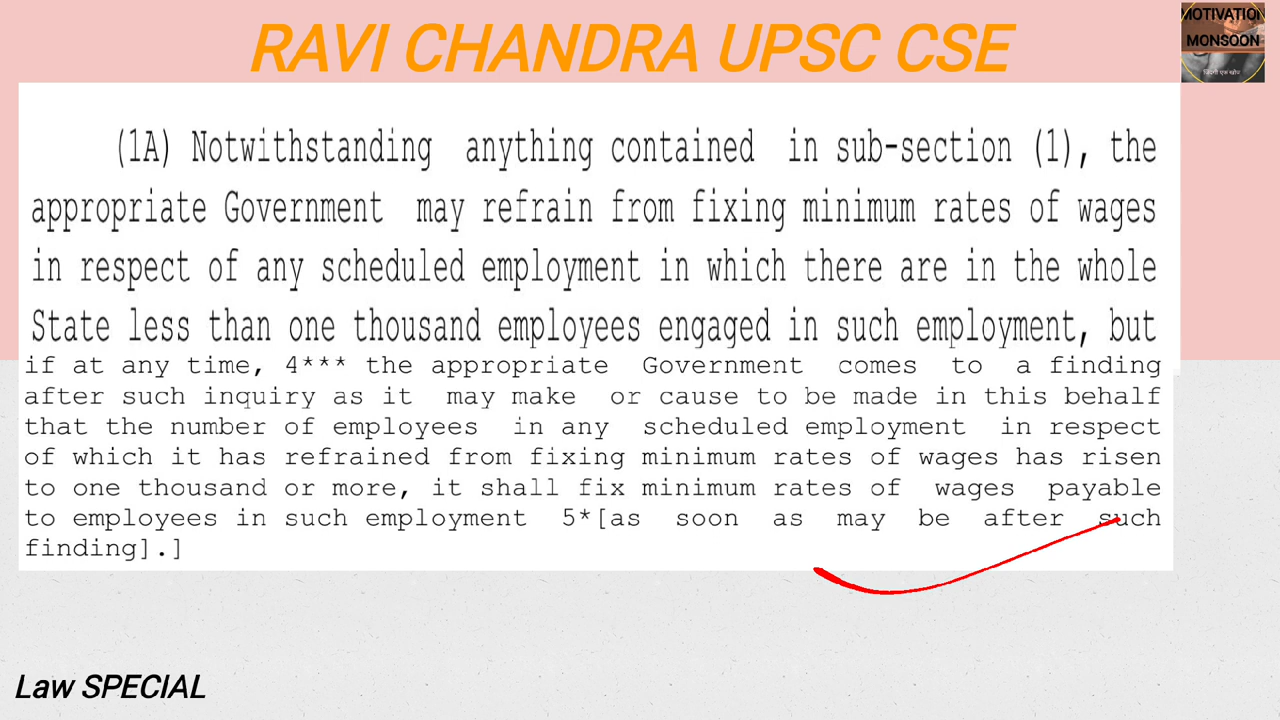 RAVI CHANDRA UPSC CSE
MOTIVATION
MONSOON
(1A) Notwithstanding anything contained in sub-section (1), the
appropriate Government may refrain from fixing minimum rates of wages
in respect of any scheduled employment in which there are in the whole
State less than one thousand employees engaged in such employment, but
if at any time, 4*** the appropriate Government comes to a finding
after such inquiry as it may make or cause to be made in this behalf
that the number of employees in any scheduled employment in respect
of which it has refrained from fixing minimum rates of wages has risen
to one thousand or more, it shall fix minimum rates of wages payable
to employees in such employment 5*[as soon as may be after such
finding].]
Law SPECIAL